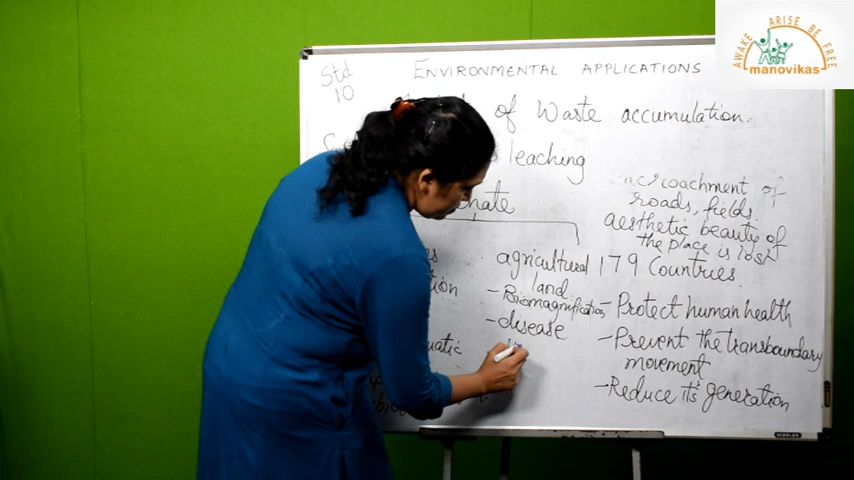 AWAKE ARISE BE FREE
manovikas
Std
10
ENVIRONMENTAL APPLICATIONS
of Waste accumulation.
leaching
encroachment of
roads, fields.
aesthetic beauty of
the place is lost
agricultural
land
-Biomagnification
-disease
179 Countries.
-Protect human health
-Prevent the transboundary
movement
-Reduce it's generation